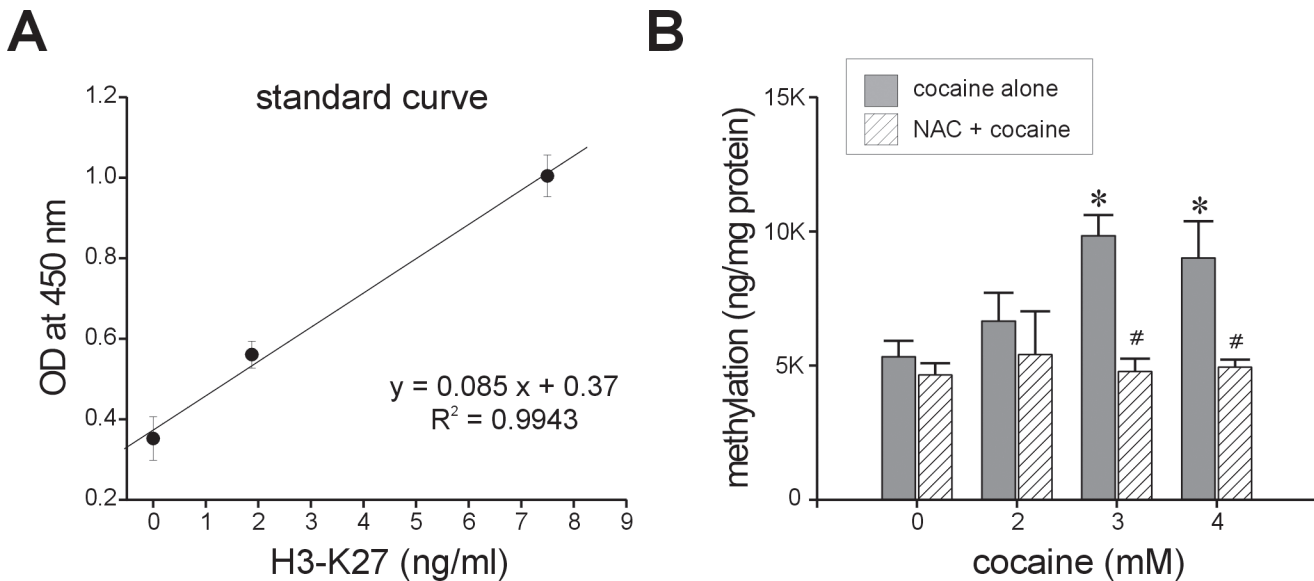 A
standard curve
1.2
1.0
0.8
0.6
0.4
0.2
OD at 450 nm
y = 0.085 x + 0.37
R² = 0.9943
0 1 2 3 4 5 6 7 8 9
H3-K27 (ng/ml)
B
cocaine alone
NAC + cocaine
15K
10K
5K
0
methylation (ng/mg protein)
* *
# #
0 2 3 4
cocaine (mM)